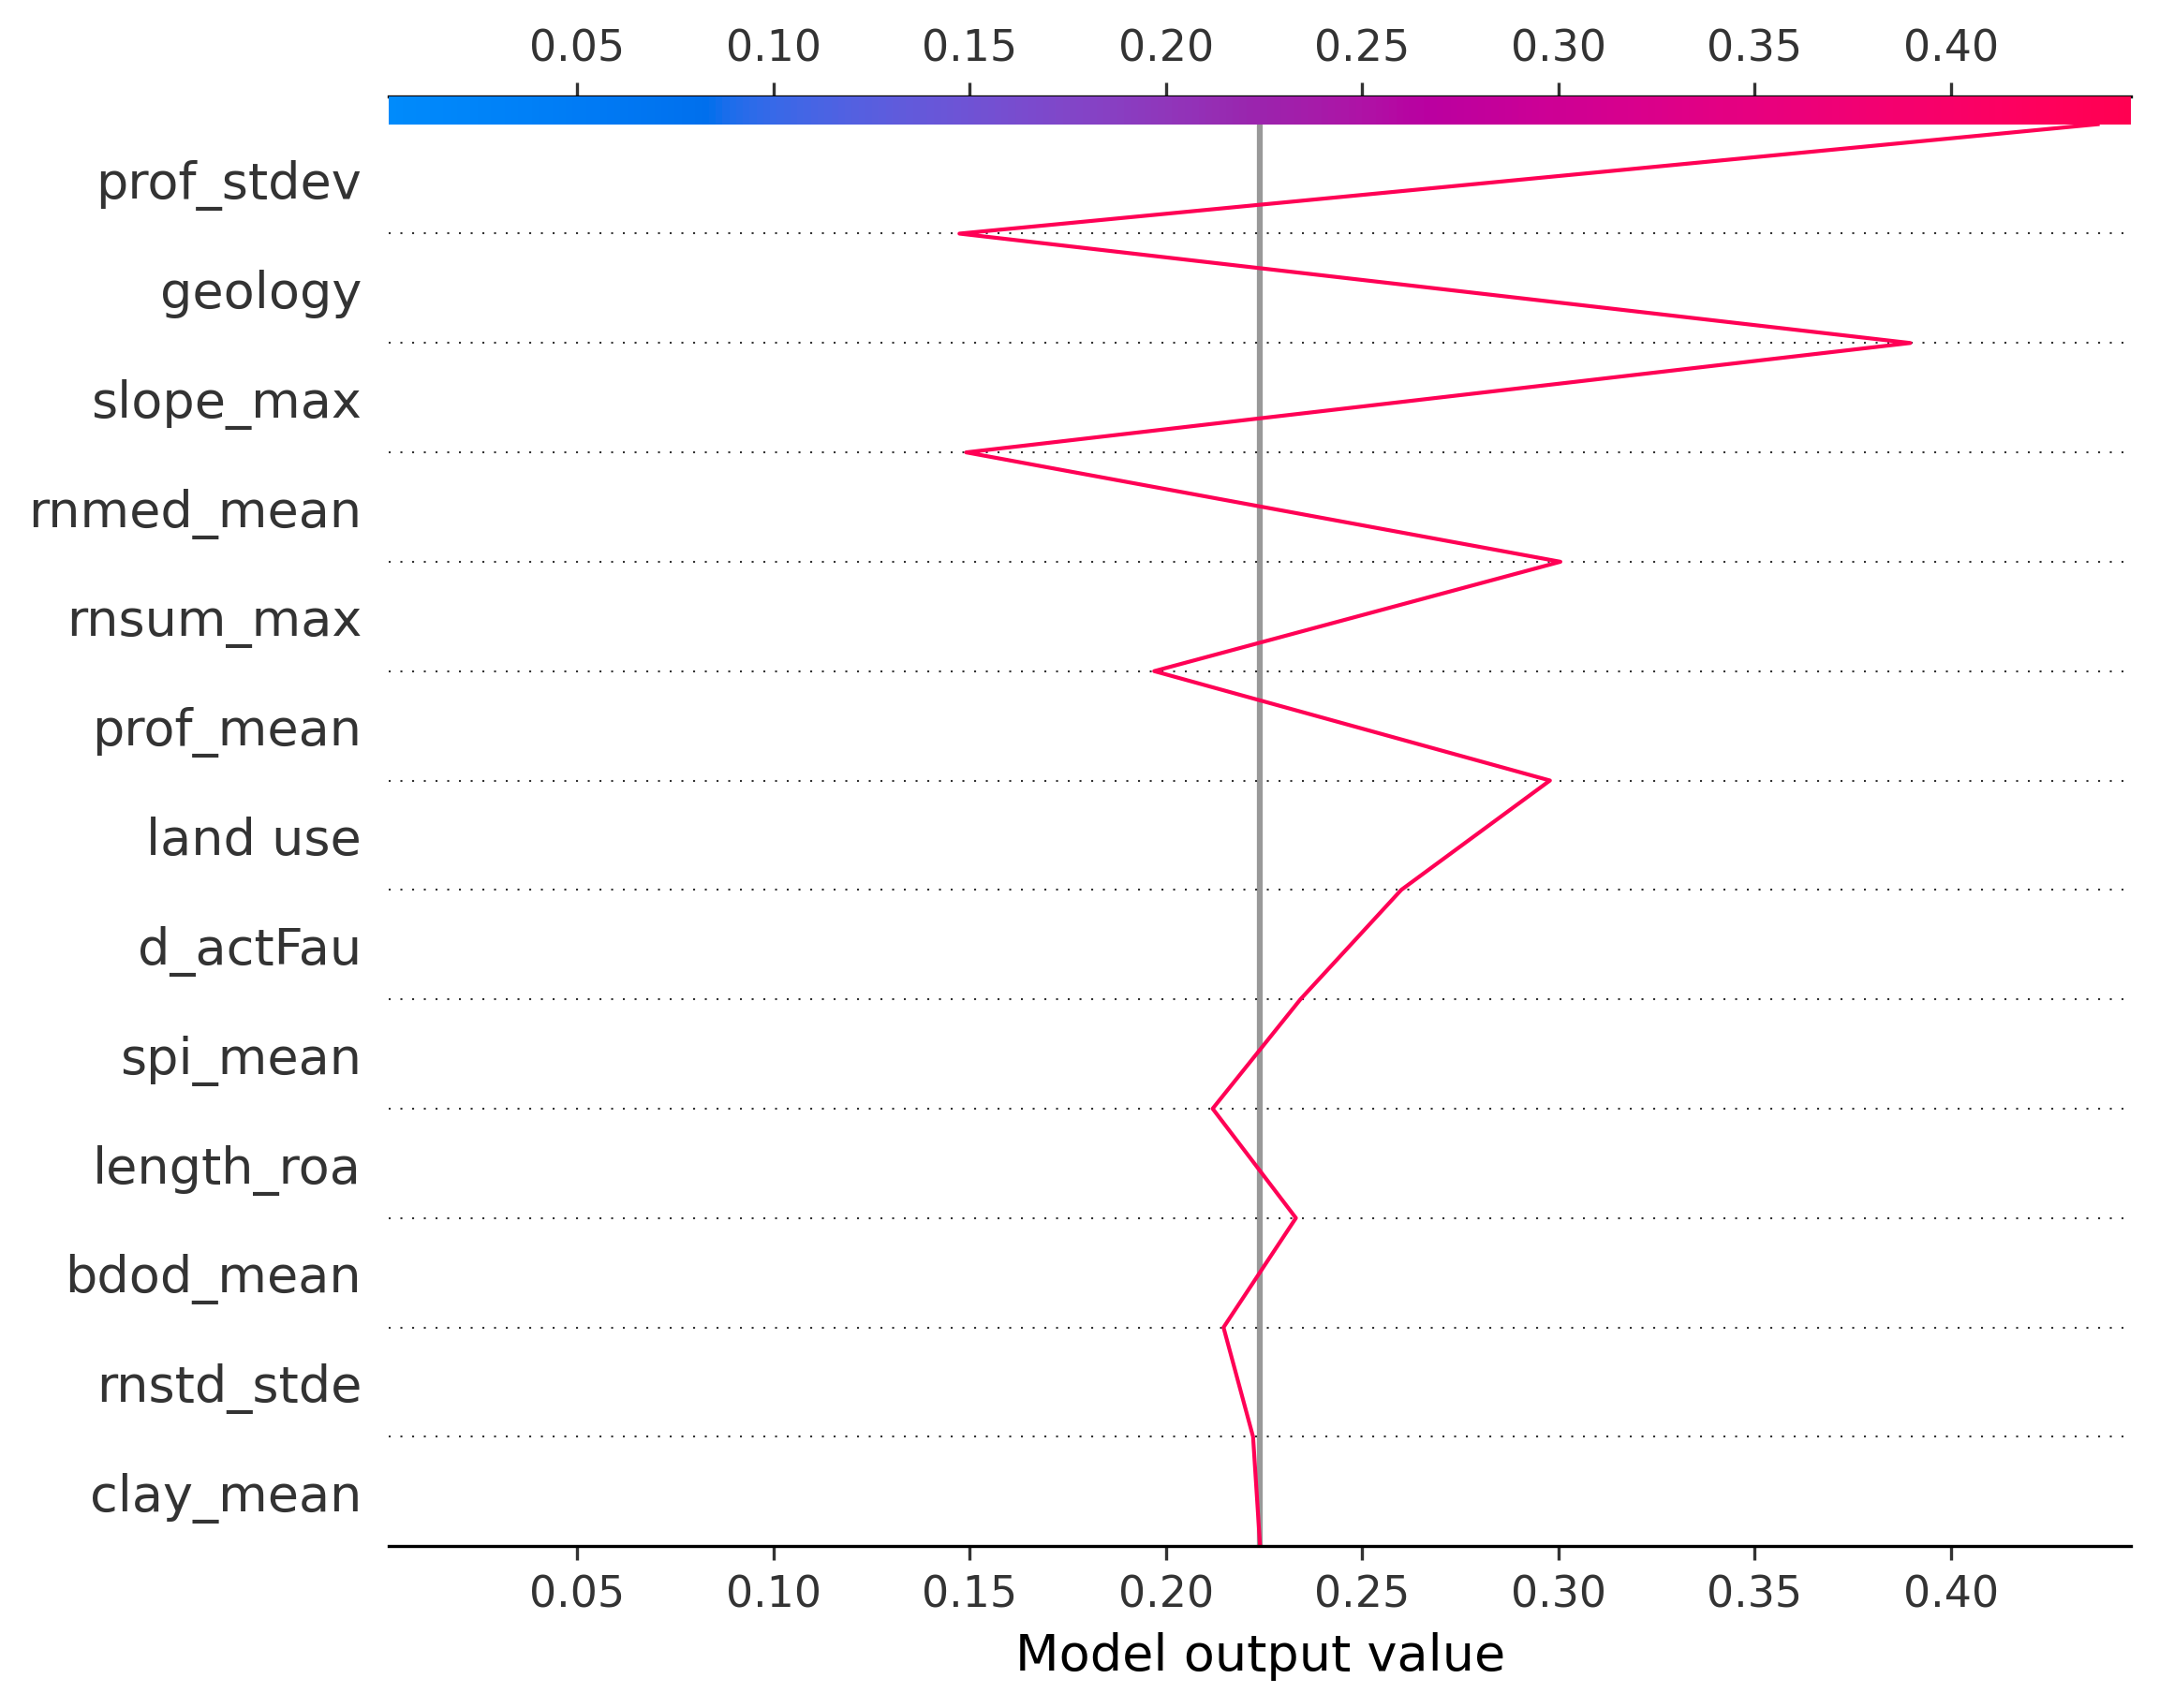 0.05 0.10 0.15 0.20 0.25 0.30 0.35 0.40
prof_stdev
geology
slope_max
rnmed_mean
rnsum_max
prof_mean
land use
d_actFau
spi_mean
length_roa
bdod_mean
rnstd_stde
clay_mean
0.05 0.10 0.15 0.20 0.25 0.30 0.35 0.40
Model output value